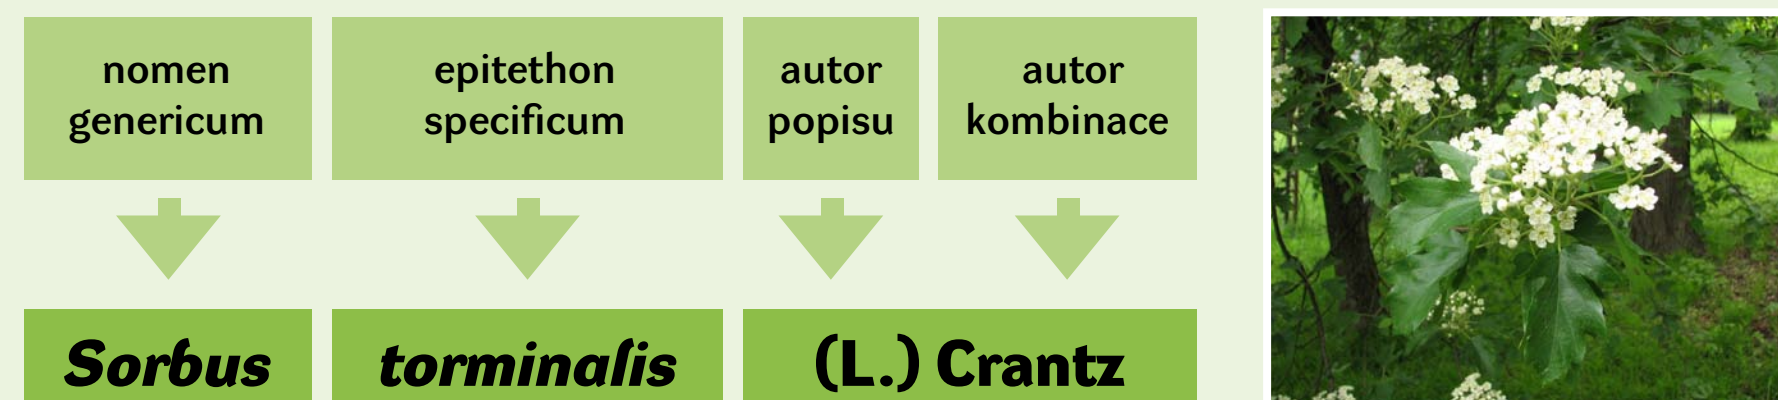 nomen
genericum
epitethon
specificum
autor
popisu
autor
kombinace
Sorbus
torminalis
(L.) Crantz